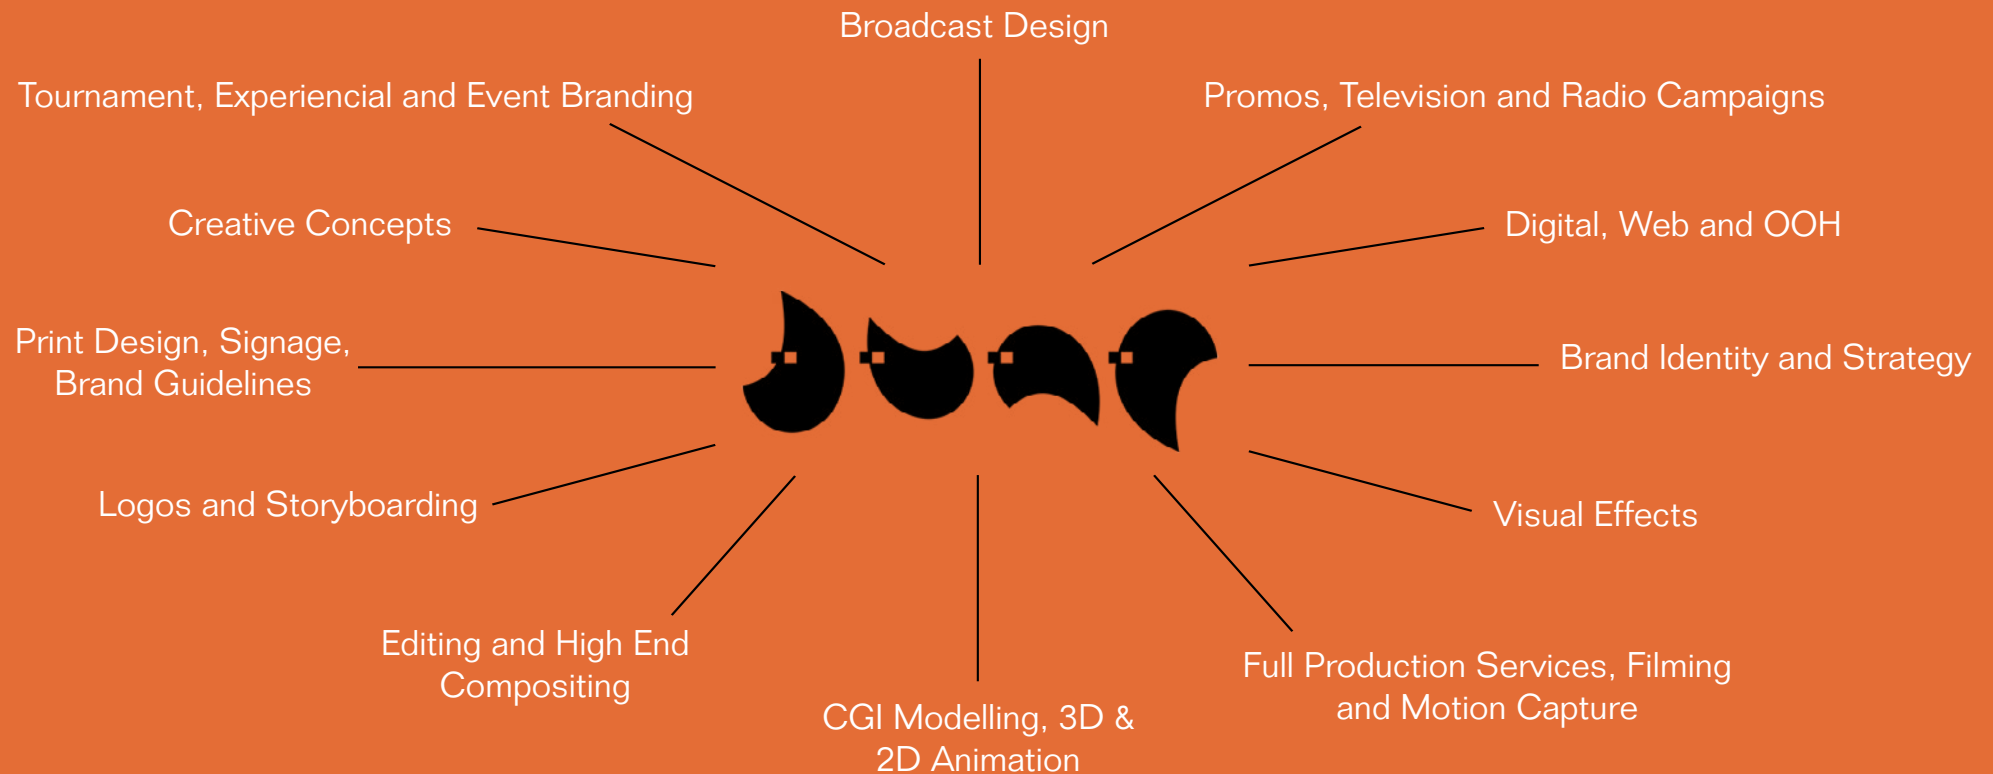 Broadcast Design
Tournament, Experiencial and Event Branding
Promos, Television and Radio Campaigns
Creative Concepts
Digital, Web and OOH
Print Design, Signage,
Brand Guidelines
Brand Identity and Strategy
Logos and Storyboarding
Visual Effects
Editing and High End
Compositing
Full Production Services, Filming
and Motion Capture
CGI Modelling, 3D &
2D Animation